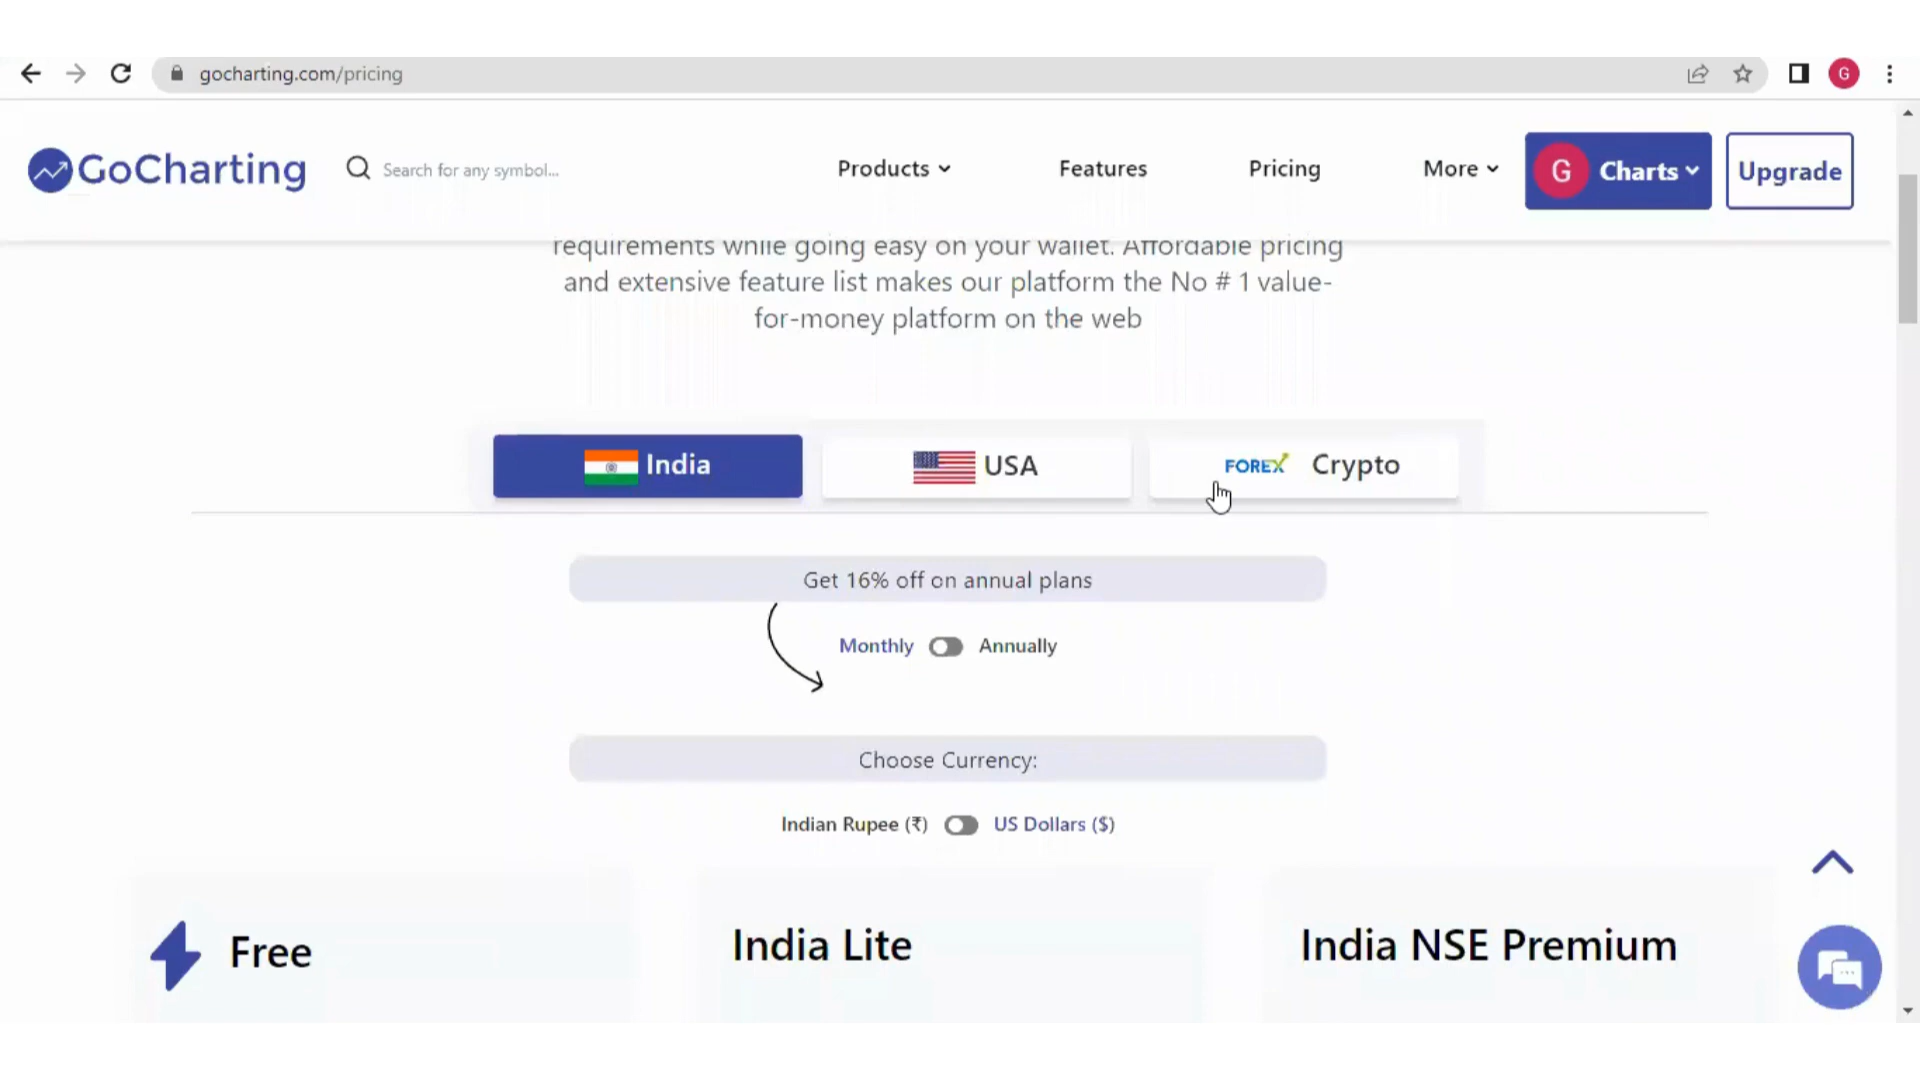 gocharting.com/pricing
G
GoCharting
Search for any symbol...
Products
Features
Pricing
More
G
Charts
Upgrade
requirements while going easy on your wallet. Affordable pricing
and extensive feature list makes our platform the No # 1 value-
for-money platform on the web
India
USA
FOREX
Crypto
Get 16% off on annual plans
Monthly
Annually
Choose Currency:
Indian Rupee (₹)
US Dollars ($)
Free
India Lite
India NSE Premium